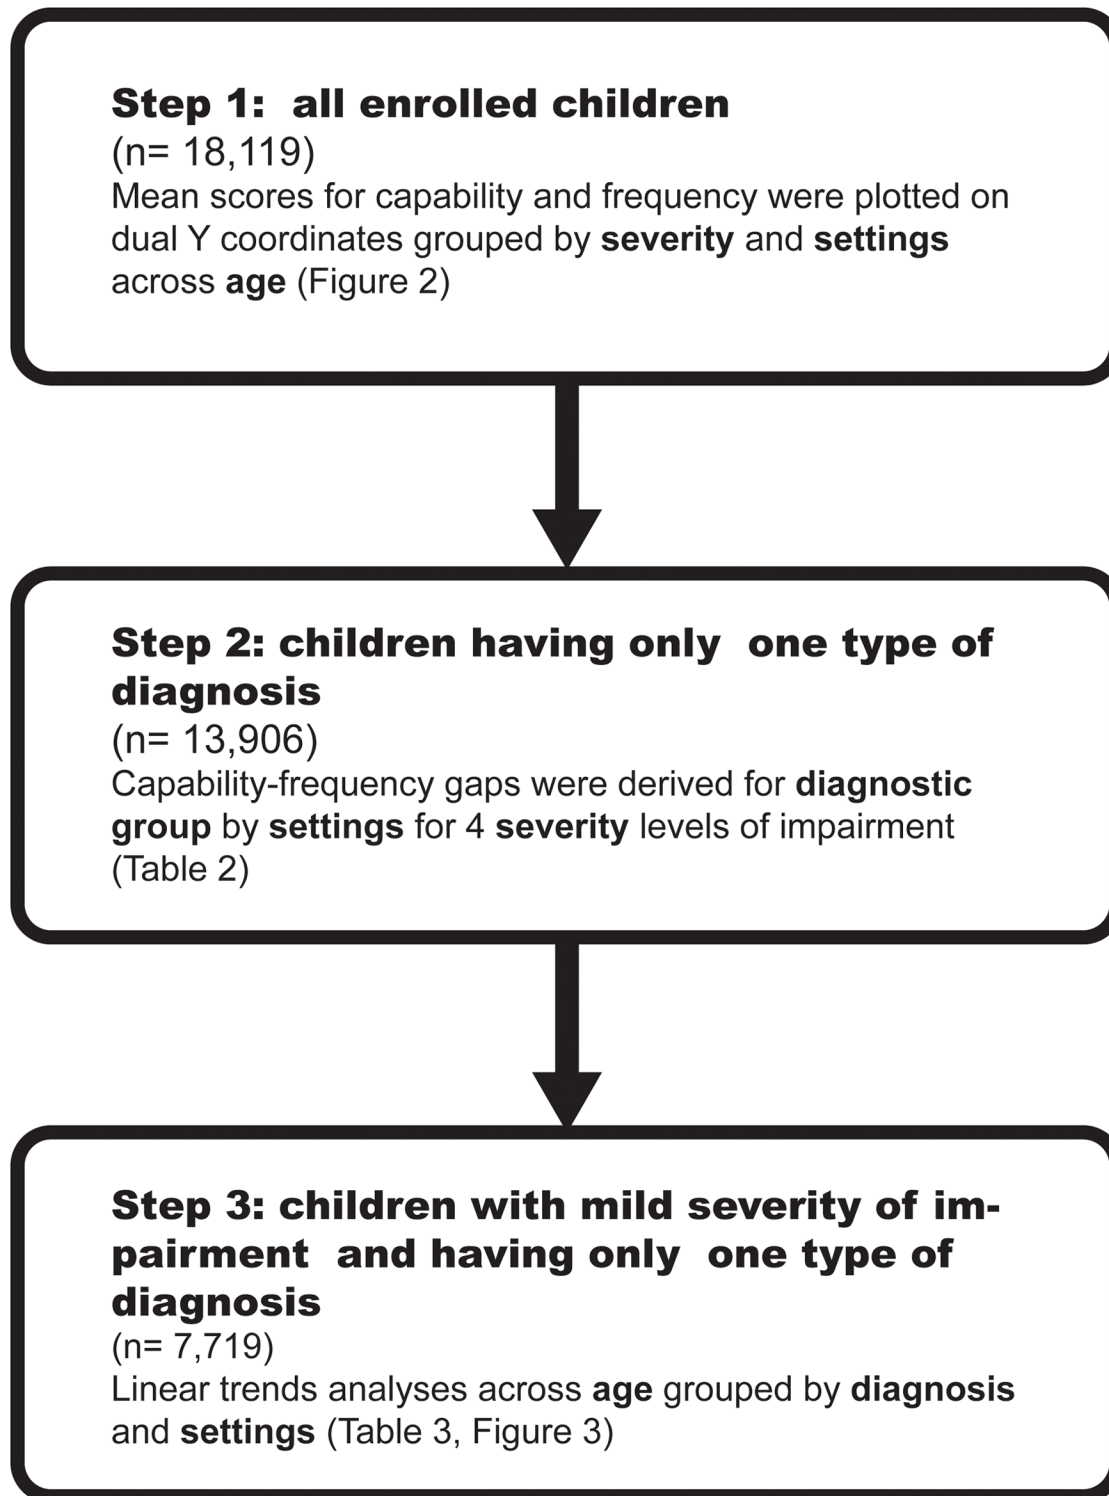 Step 1:  all enrolled children
(n= 18,119)
Mean scores for capability and frequency were plotted on
dual Y coordinates grouped by severity and settings
across age (Figure 2)
Step 2: children having only  one type of
diagnosis
(n= 13,906)
Capability-frequency gaps were derived for diagnostic
group by settings for 4 severity levels of impairment
(Table 2)
Step 3: children with mild severity of im-
pairment  and having only  one type of
diagnosis
(n= 7,719)
Linear trends analyses across age grouped by diagnosis
and settings (Table 3, Figure 3)